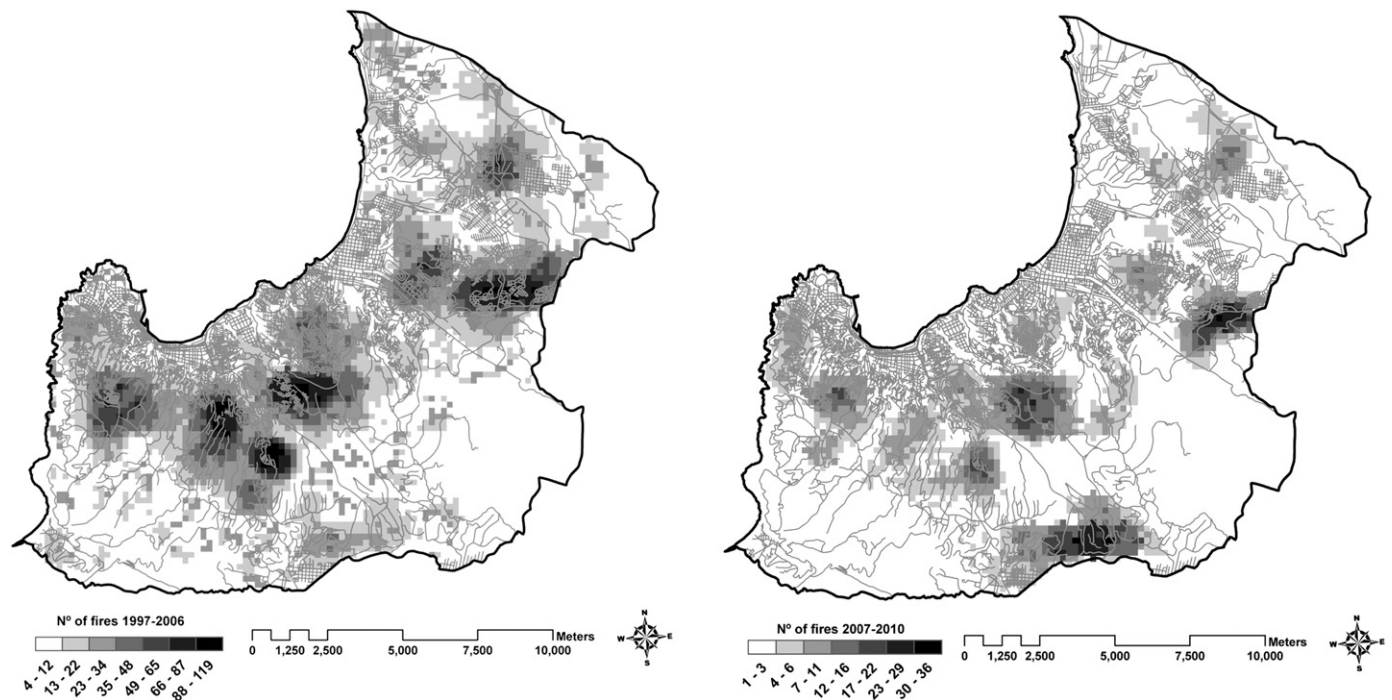 Nº of fires 1997-2006
4 - 12
13 - 22
23 - 34
35 - 48
49 - 65
66 - 87
88 - 119
0
1,250
2,500
5,000
7,500
10,000
Meters
N
W
E
S
Nº of fires 2007-2010
1 - 3
4 - 6
7 - 11
12 - 16
17 - 22
23 - 29
30 - 36
0
1,250
2,500
5,000
7,500
10,000
Meters
N
W
E
S